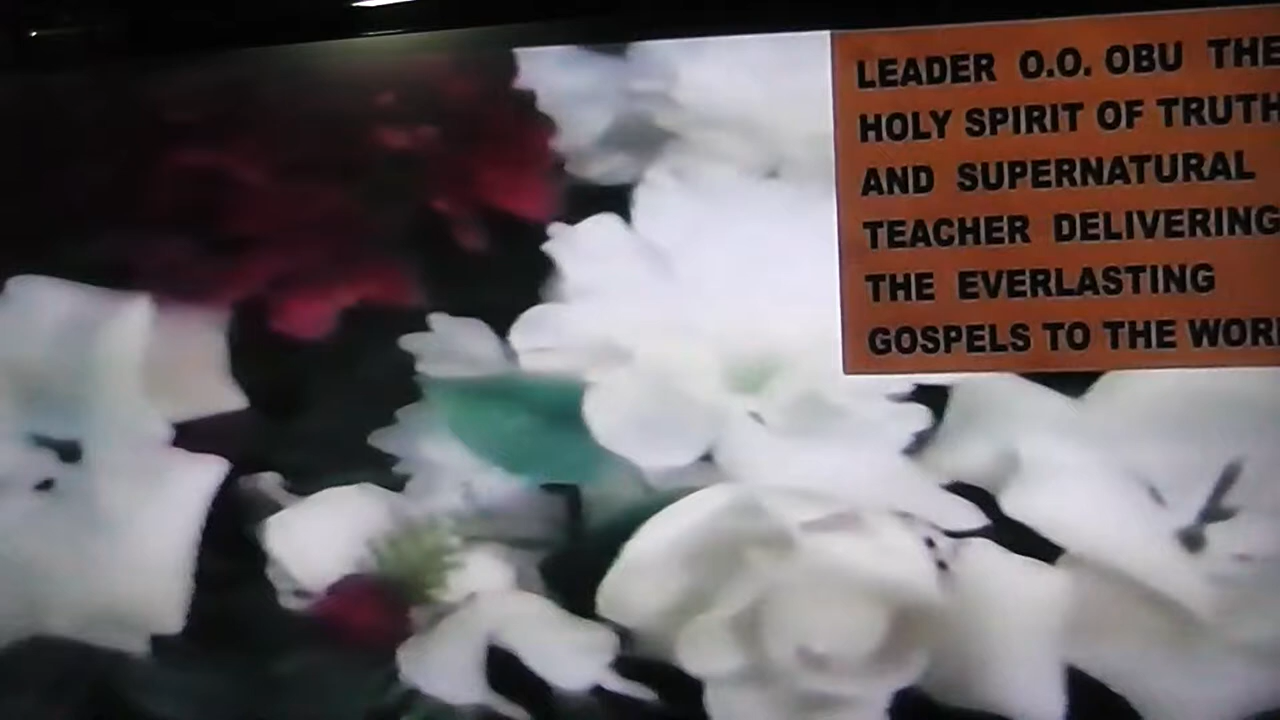 LEADER O.O. OBU THE
HOLY SPIRIT OF TRUTH
AND SUPERNATURAL
TEACHER DELIVERING
THE EVERLASTING
GOSPELS TO THE